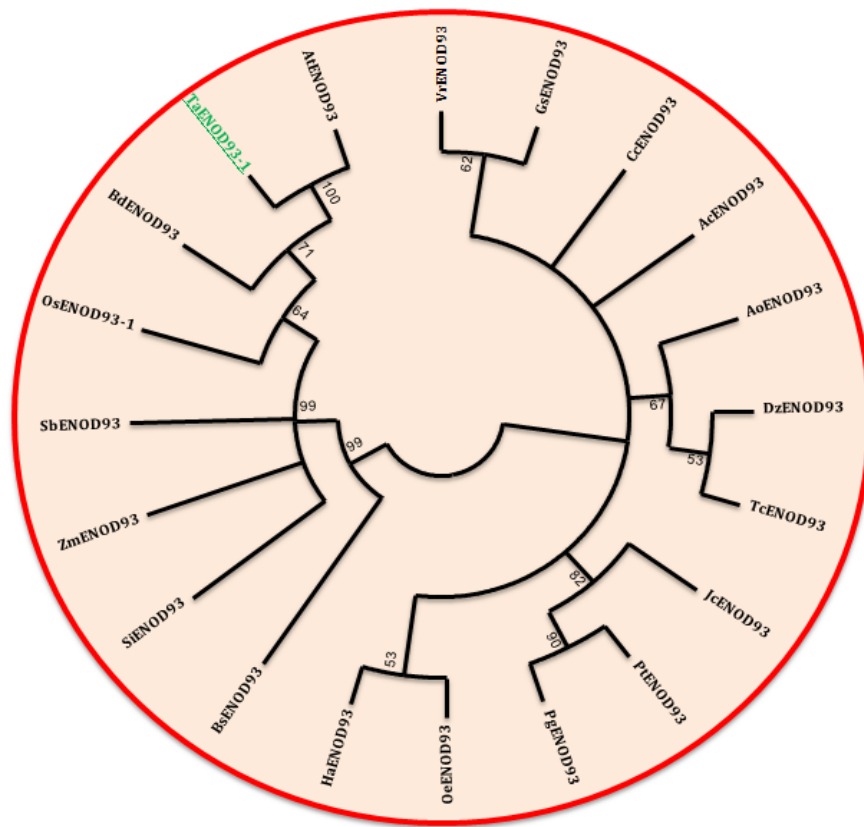 VrENOD93
GsENOD93
CcENOD93
AcENOD93
AoENOD93
DzENOD93
TcENOD93
JcENOD93
PtENOD93
PgENOD93
OeENOD93
HaENOD93
BsENOD93
SiENOD93
ZmENOD93
SbENOD93
OsENOD93-1
BdENOD93
TaENOD93-1
AtENOD93
62
67
53
82
90
53
99
99
64
71
100